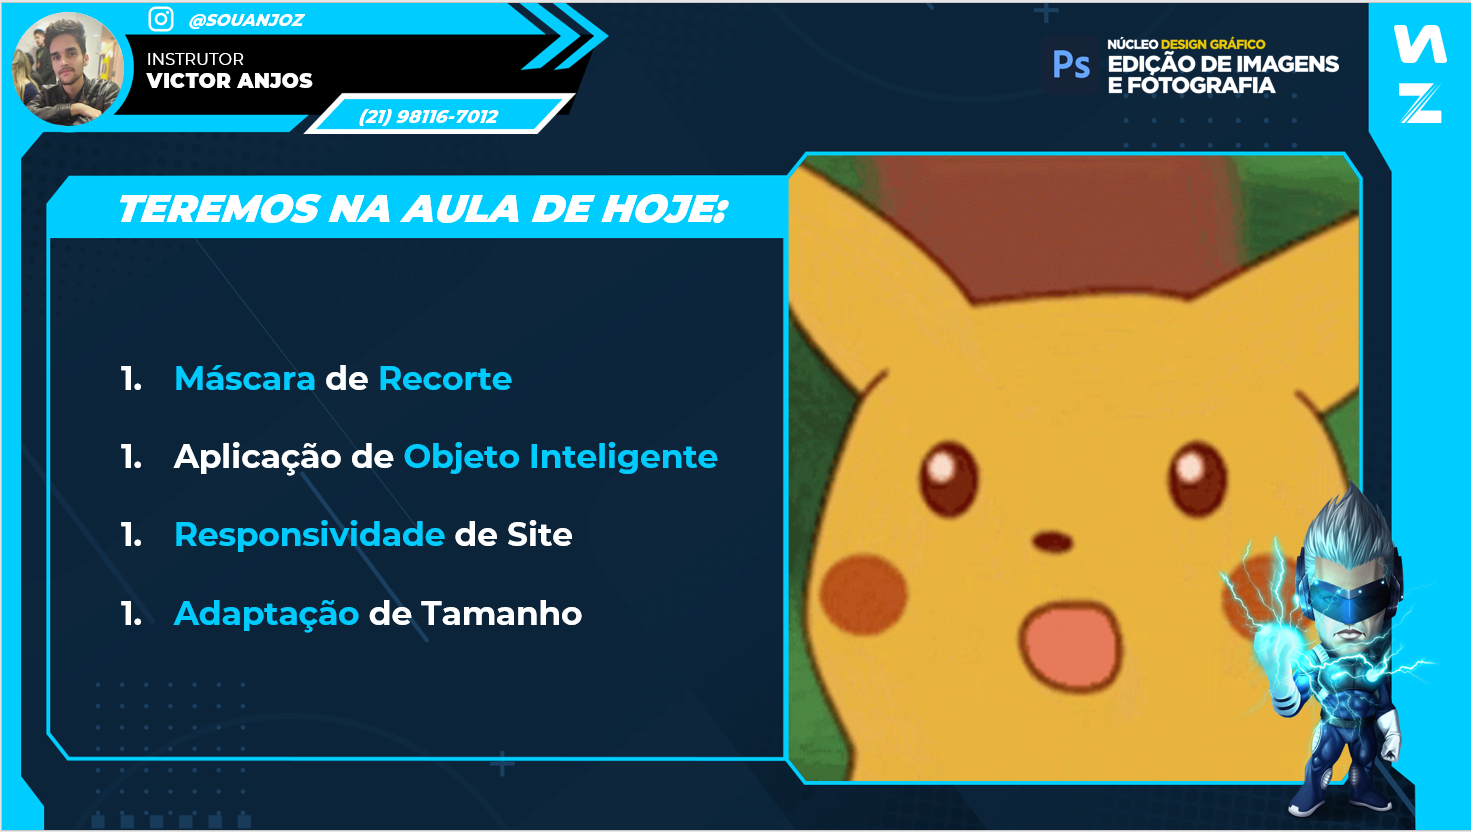 @SOUANJOZ
INSTRUTOR
VICTOR ANJOS
(21) 98116-7012
Ps
NÚCLEO DESIGN GRÁFICO
EDIÇÃO DE IMAGENS
E FOTOGRAFIA
TEREMOS NA AULA DE HOJE:
1. Máscara de Recorte
1. Aplicação de Objeto Inteligente
1. Responsividade de Site
1. Adaptação de Tamanho